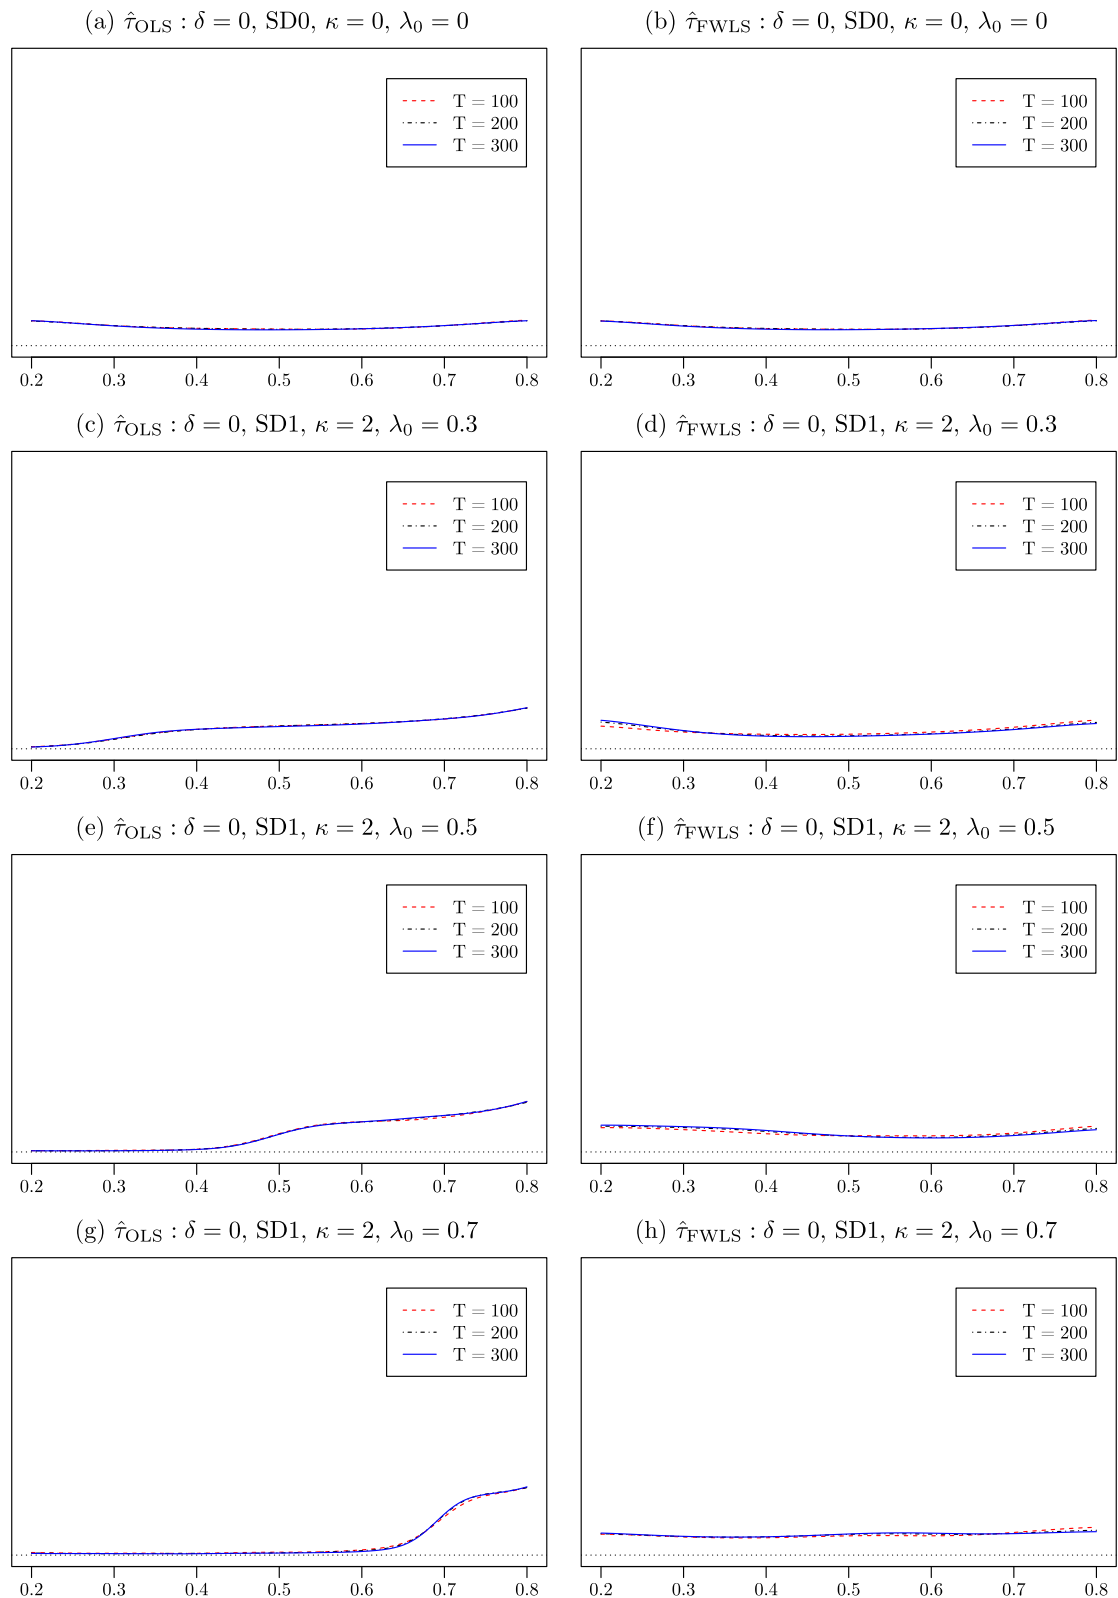 (a) τ̂_OLS : δ = 0, SD0, κ = 0, λ₀ = 0
T = 100
T = 200
T = 300
0.2 0.3 0.4 0.5 0.6 0.7 0.8
(b) τ̂_FWLS : δ = 0, SD0, κ = 0, λ₀ = 0
T = 100
T = 200
T = 300
0.2 0.3 0.4 0.5 0.6 0.7 0.8
(c) τ̂_OLS : δ = 0, SD1, κ = 2, λ₀ = 0.3
T = 100
T = 200
T = 300
0.2 0.3 0.4 0.5 0.6 0.7 0.8
(d) τ̂_FWLS : δ = 0, SD1, κ = 2, λ₀ = 0.3
T = 100
T = 200
T = 300
0.2 0.3 0.4 0.5 0.6 0.7 0.8
(e) τ̂_OLS : δ = 0, SD1, κ = 2, λ₀ = 0.5
T = 100
T = 200
T = 300
0.2 0.3 0.4 0.5 0.6 0.7 0.8
(f) τ̂_FWLS : δ = 0, SD1, κ = 2, λ₀ = 0.5
T = 100
T = 200
T = 300
0.2 0.3 0.4 0.5 0.6 0.7 0.8
(g) τ̂_OLS : δ = 0, SD1, κ = 2, λ₀ = 0.7
T = 100
T = 200
T = 300
0.2 0.3 0.4 0.5 0.6 0.7 0.8
(h) τ̂_FWLS : δ = 0, SD1, κ = 2, λ₀ = 0.7
T = 100
T = 200
T = 300
0.2 0.3 0.4 0.5 0.6 0.7 0.8